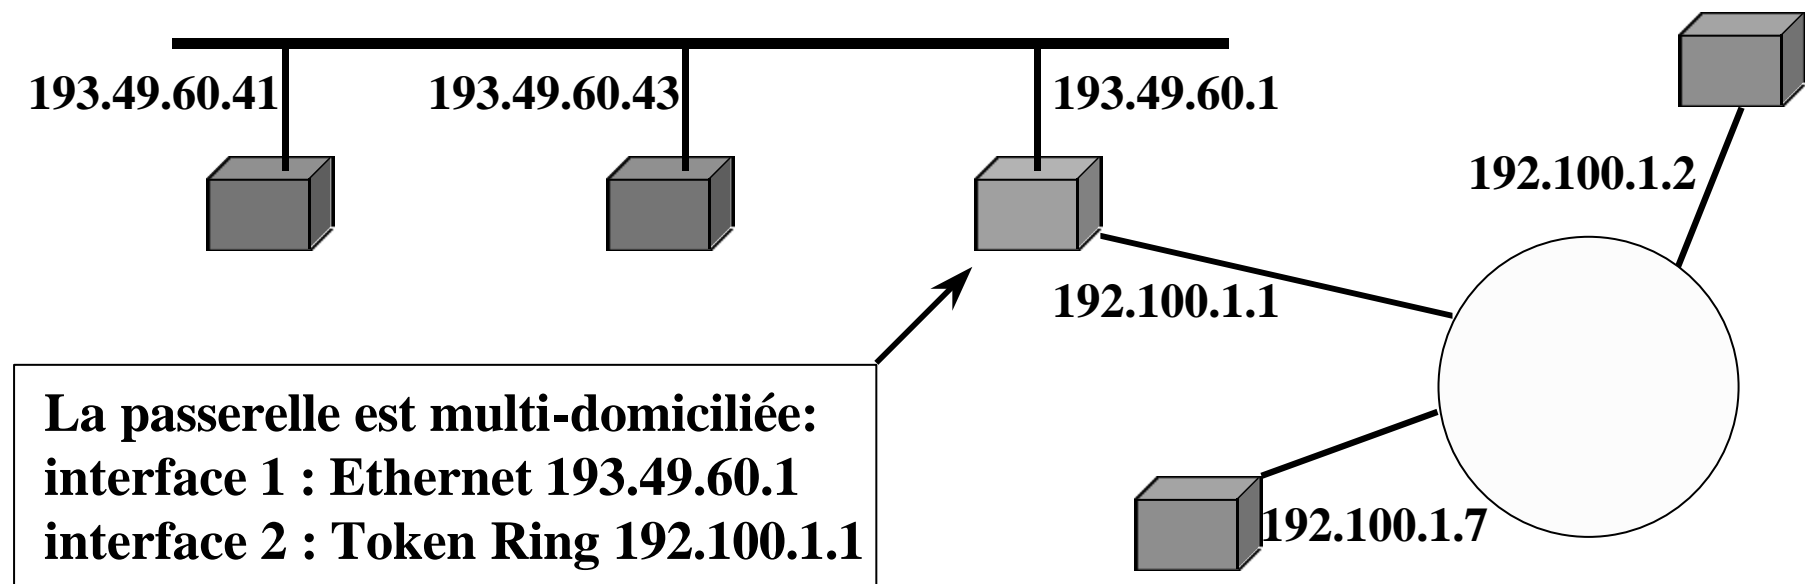 193.49.60.41
193.49.60.43
193.49.60.1
192.100.1.2
192.100.1.1
La passerelle est multi-domiciliée:
interface 1 : Ethernet 193.49.60.1
interface 2 : Token Ring 192.100.1.1
192.100.1.7